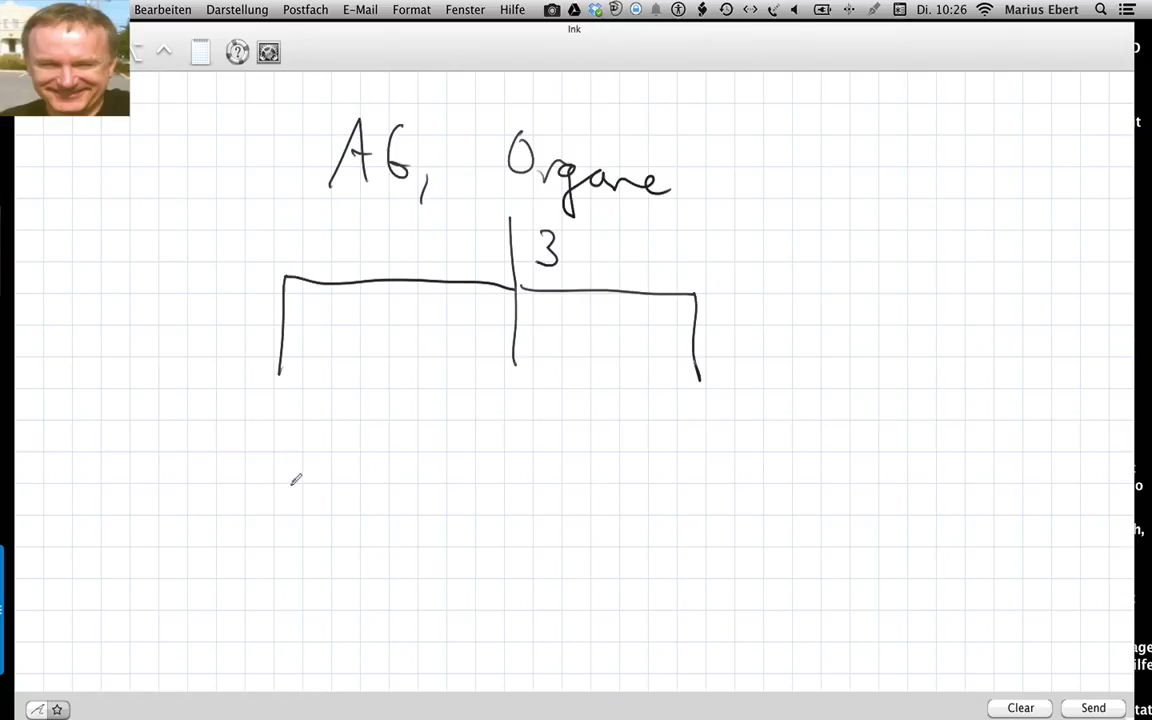 Bearbeiten Darstellung Postfach E-Mail Format Fenster Hilfe Di. 10:26 Marius Ebert
Ink
AG, Organe
3
Clear Send